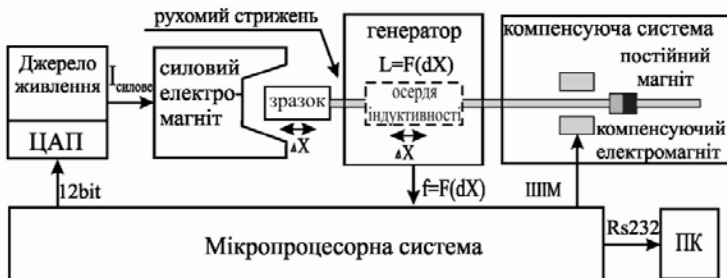 рухомий стрижень
генератор
компенсуюча система
Джерело
живлення
Iсилове
силовий
електро-
магніт
зразок
ΔX
L=F(dX)
осердя
індуктивності
ΔX
постійний
магніт
компенсуючий
електромагніт
ЦАП
12bit
f=F(dX)
ШІМ
Мікропроцесорна система
Rs232
ПК